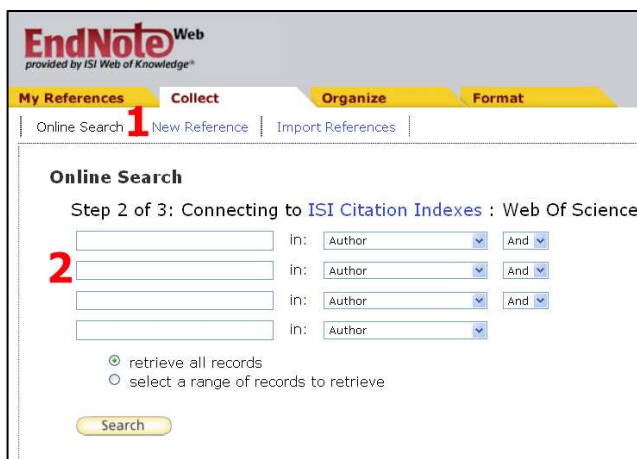 EndNote Web
provided by ISI Web of Knowledge®
My References Collect Organize Format
Online Search 1 New Reference Import References
Online Search
Step 2 of 3: Connecting to ISI Citation Indexes : Web Of Science
in: Author And
2 in: Author And
in: Author And
in: Author
retrieve all records
select a range of records to retrieve
Search